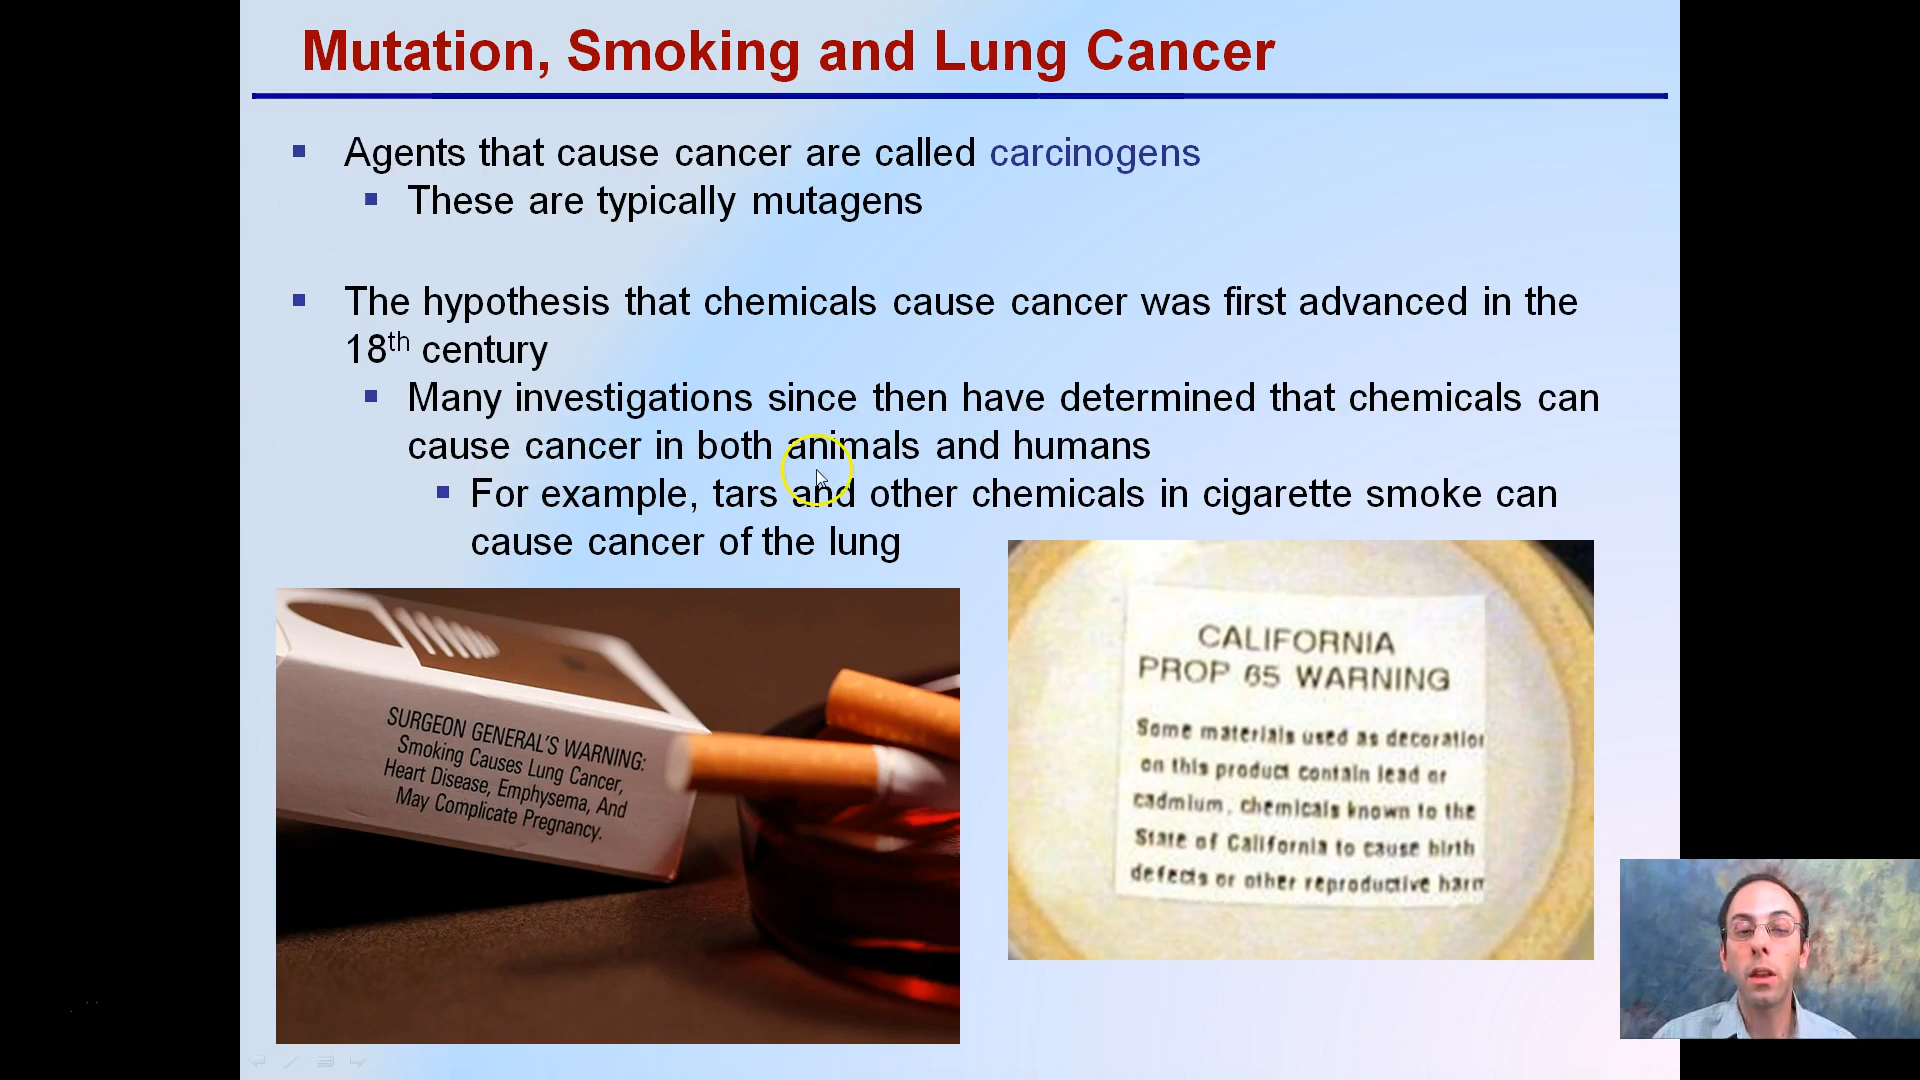 Mutation, Smoking and Lung Cancer
Agents that cause cancer are called carcinogens
These are typically mutagens
The hypothesis that chemicals cause cancer was first advanced in the
18th century
Many investigations since then have determined that chemicals can
cause cancer in both animals and humans
For example, tars and other chemicals in cigarette smoke can
cause cancer of the lung
SURGEON GENERAL'S WARNING:
Smoking Causes Lung Cancer,
Heart Disease, Emphysema, And
May Complicate Pregnancy.
CALIFORNIA
PROP 65 WARNING
Some materials used as decoration
on this product contain lead or
cadmium, chemicals known to the
State of California to cause birth
defects or other reproductive harm